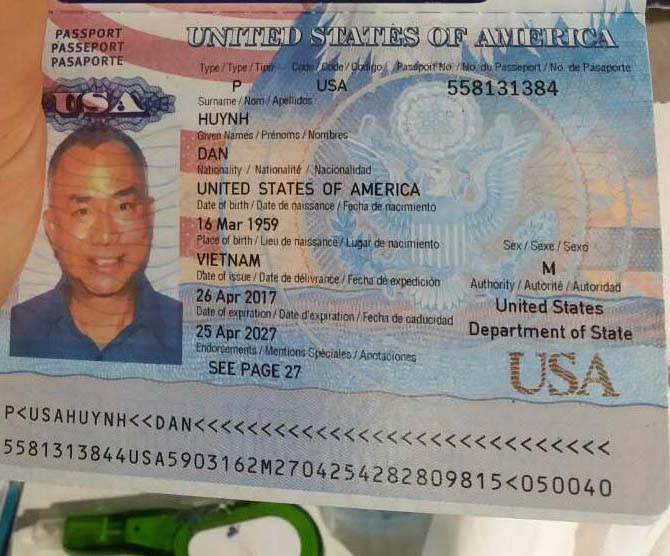 PASSPORT
PASSEPORT
PASAPORTE
UNITED STATES OF AMERICA
Type / Type / Tipo Code / Code / Codigo / Passport No / No. du Passeport / No. de Pasaporte
P USA 558131384
USA
Surname / Nom / Apellidos
HUYNH
Given Names / Prénoms / Nombres
DAN
Nationality / Nationalité / Nacionalidad
UNITED STATES OF AMERICA
Date of birth / Date de naissance / Fecha de nacimiento
16 Mar 1959
Place of birth / Lieu de naissance / Lugar de nacimiento
VIETNAM
Sex / Sexe / Sexo
M
Date of issue / Date de délivrance / Fecha de expedición
26 Apr 2017
Authority / Autorité / Autoridad
United States
Department of State
Date of expiration / Date d'expiration / Fecha de caducidad
25 Apr 2027
Endorsements / Mentions Spéciales / Anotaciones
SEE PAGE 27
USA
P<USAHUYNH<<DAN<<<<<<<<<<<<<<<<<<<<<<<<<<<<<
5581313844USA5903162M2704254282809815<050040